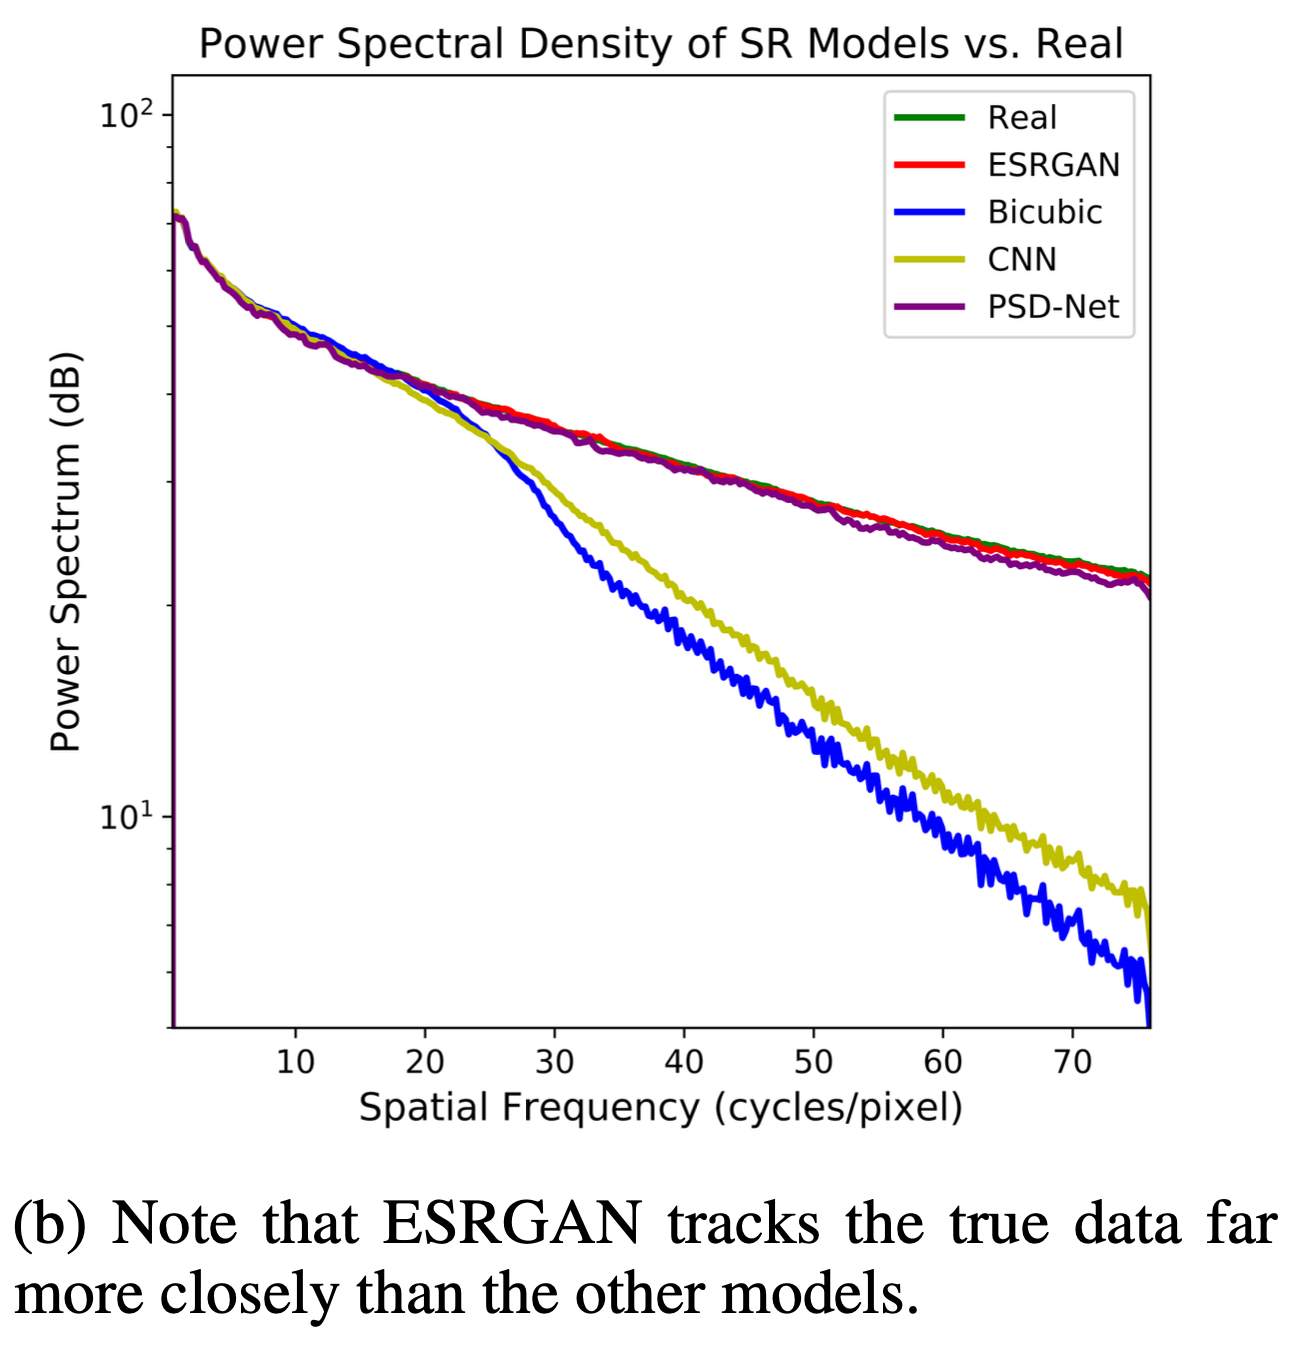 Power Spectral Density of SR Models vs. Real
10²
10¹
Power Spectrum (dB)
Real
ESRGAN
Bicubic
CNN
PSD-Net
10 20 30 40 50 60 70
Spatial Frequency (cycles/pixel)
(b) Note that ESRGAN tracks the true data far
more closely than the other models.